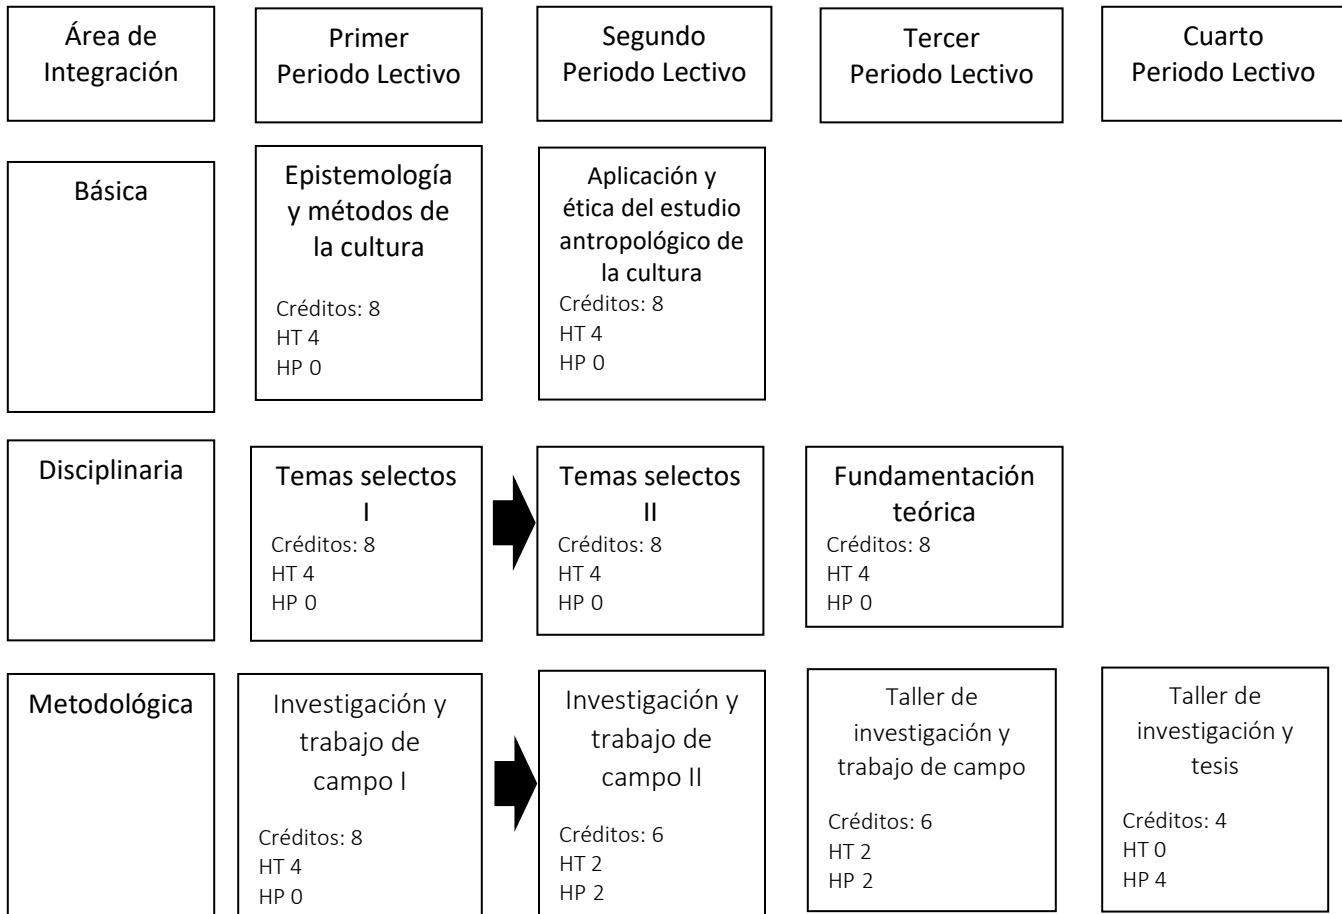 Área de
Integración
Primer
Periodo Lectivo
Segundo
Periodo Lectivo
Tercer
Periodo Lectivo
Cuarto
Periodo Lectivo
Básica
Epistemología
y métodos de
la cultura
Créditos: 8
HT 4
HP 0
Aplicación y
ética del estudio
antropológico de
la cultura
Créditos: 8
HT 4
HP 0
Disciplinaria
Temas selectos
I
Créditos: 8
HT 4
HP 0
Temas selectos
II
Créditos: 8
HT 4
HP 0
Fundamentación
teórica
Créditos: 8
HT 4
HP 0
Metodológica
Investigación y
trabajo de
campo I
Créditos: 8
HT 4
HP 0
Investigación y
trabajo de
campo II
Créditos: 6
HT 2
HP 2
Taller de
investigación y
trabajo de campo
Créditos: 6
HT 2
HP 2
Taller de
investigación y
tesis
Créditos: 4
HT 0
HP 4